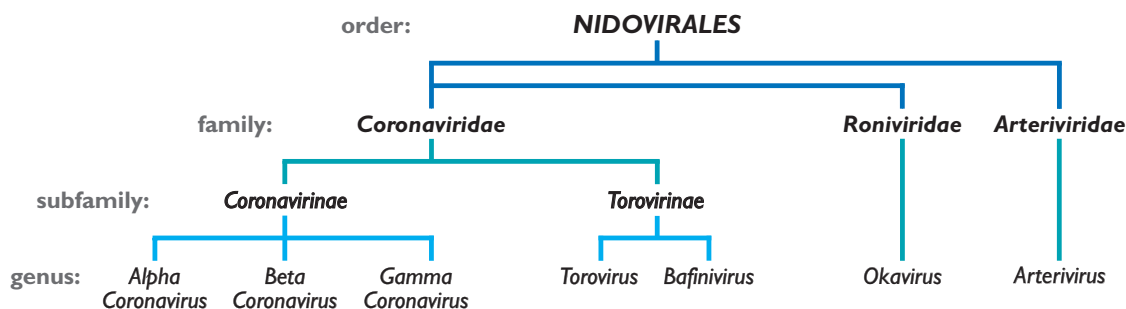 order: NIDOVIRALES
family: Coronaviridae Roniviridae Arteriviridae
subfamily: Coronavirinae Torovirinae
genus: Alpha Beta Gamma Torovirus Bafinivirus Okavirus Arterivirus
Coronavirus Coronavirus Coronavirus